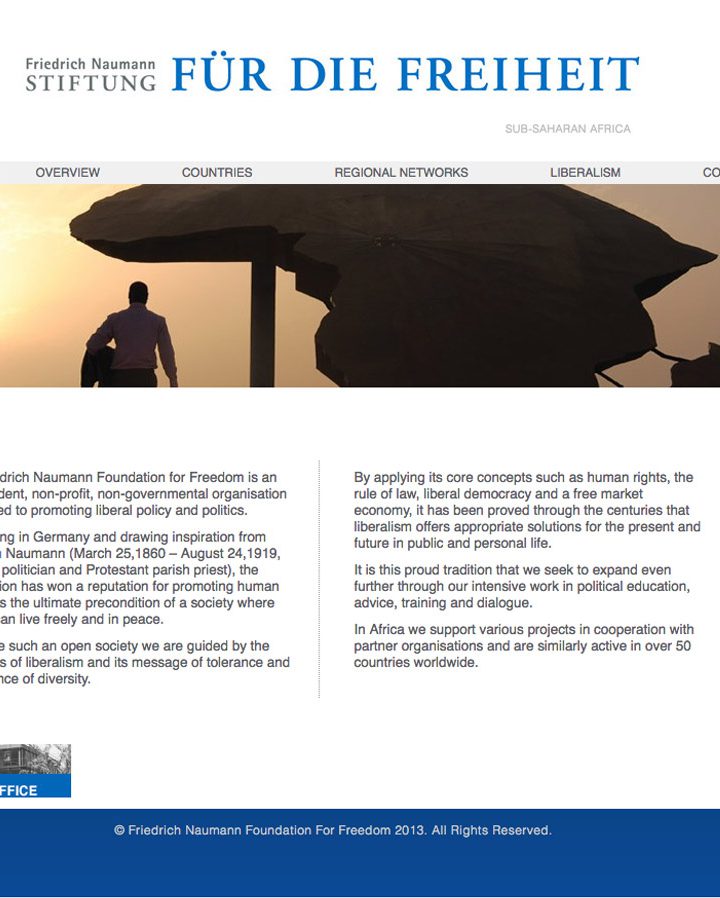 Friedrich Naumann
STIFTUNG FÜR DIE FREIHEIT
SUB-SAHARAN AFRICA
OVERVIEW COUNTRIES REGIONAL NETWORKS LIBERALISM CO
drich Naumann Foundation for Freedom is an
dent, non-profit, non-governmental organisation
ed to promoting liberal policy and politics.
ng in Germany and drawing inspiration from
n Naumann (March 25,1860 – August 24,1919,
politician and Protestant parish priest), the
ion has won a reputation for promoting human
s the ultimate precondition of a society where
an live freely and in peace.
e such an open society we are guided by the
s of liberalism and its message of tolerance and
nce of diversity.
By applying its core concepts such as human rights, the
rule of law, liberal democracy and a free market
economy, it has been proved through the centuries that
liberalism offers appropriate solutions for the present and
future in public and personal life.
It is this proud tradition that we seek to expand even
further through our intensive work in political education,
advice, training and dialogue.
In Africa we support various projects in cooperation with
partner organisations and are similarly active in over 50
countries worldwide.
FFICE
© Friedrich Naumann Foundation For Freedom 2013. All Rights Reserved.